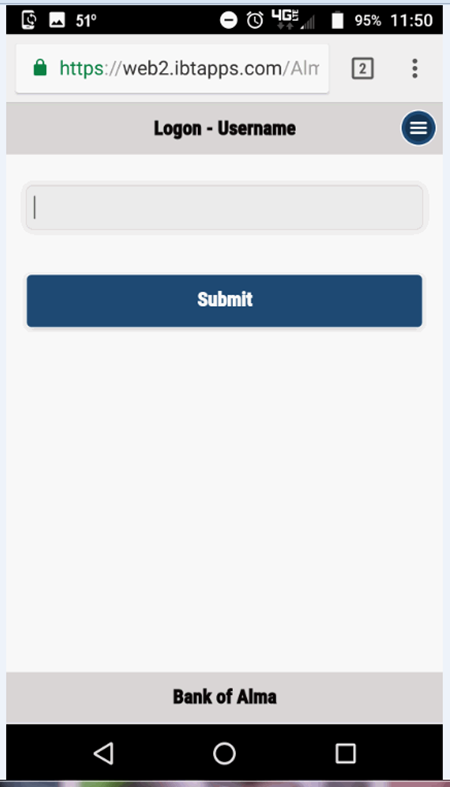 51° 4G 95% 11:50
https://web2.ibtapps.com/Alm 2
Logon - Username
Submit
Bank of Alma